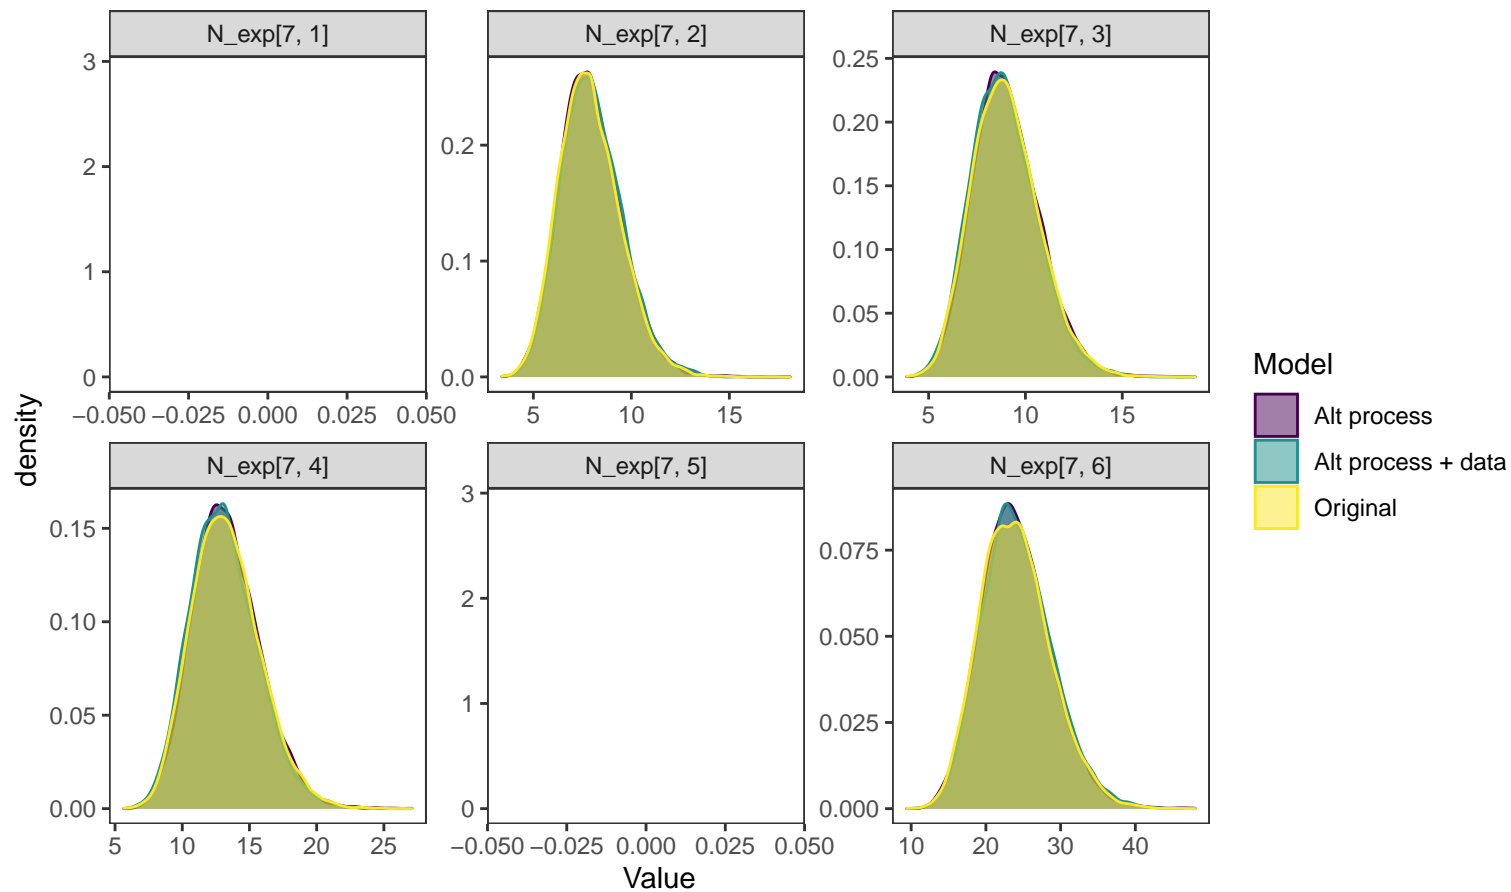 N_exp[7, 1]
N_exp[7, 2]
N_exp[7, 3]
3
2
1
0
−0.050 −0.025 0.000 0.025 0.050
0.2
0.1
0.0
5 10 15
0.25
0.20
0.15
0.10
0.05
0.00
5 10 15
N_exp[7, 4]
N_exp[7, 5]
N_exp[7, 6]
0.15
0.10
0.05
0.00
5 10 15 20 25
3
2
1
0
−0.050 −0.025 0.000 0.025 0.050
0.075
0.050
0.025
0.000
10 20 30 40
density
Value
Model
Alt process
Alt process + data
Original